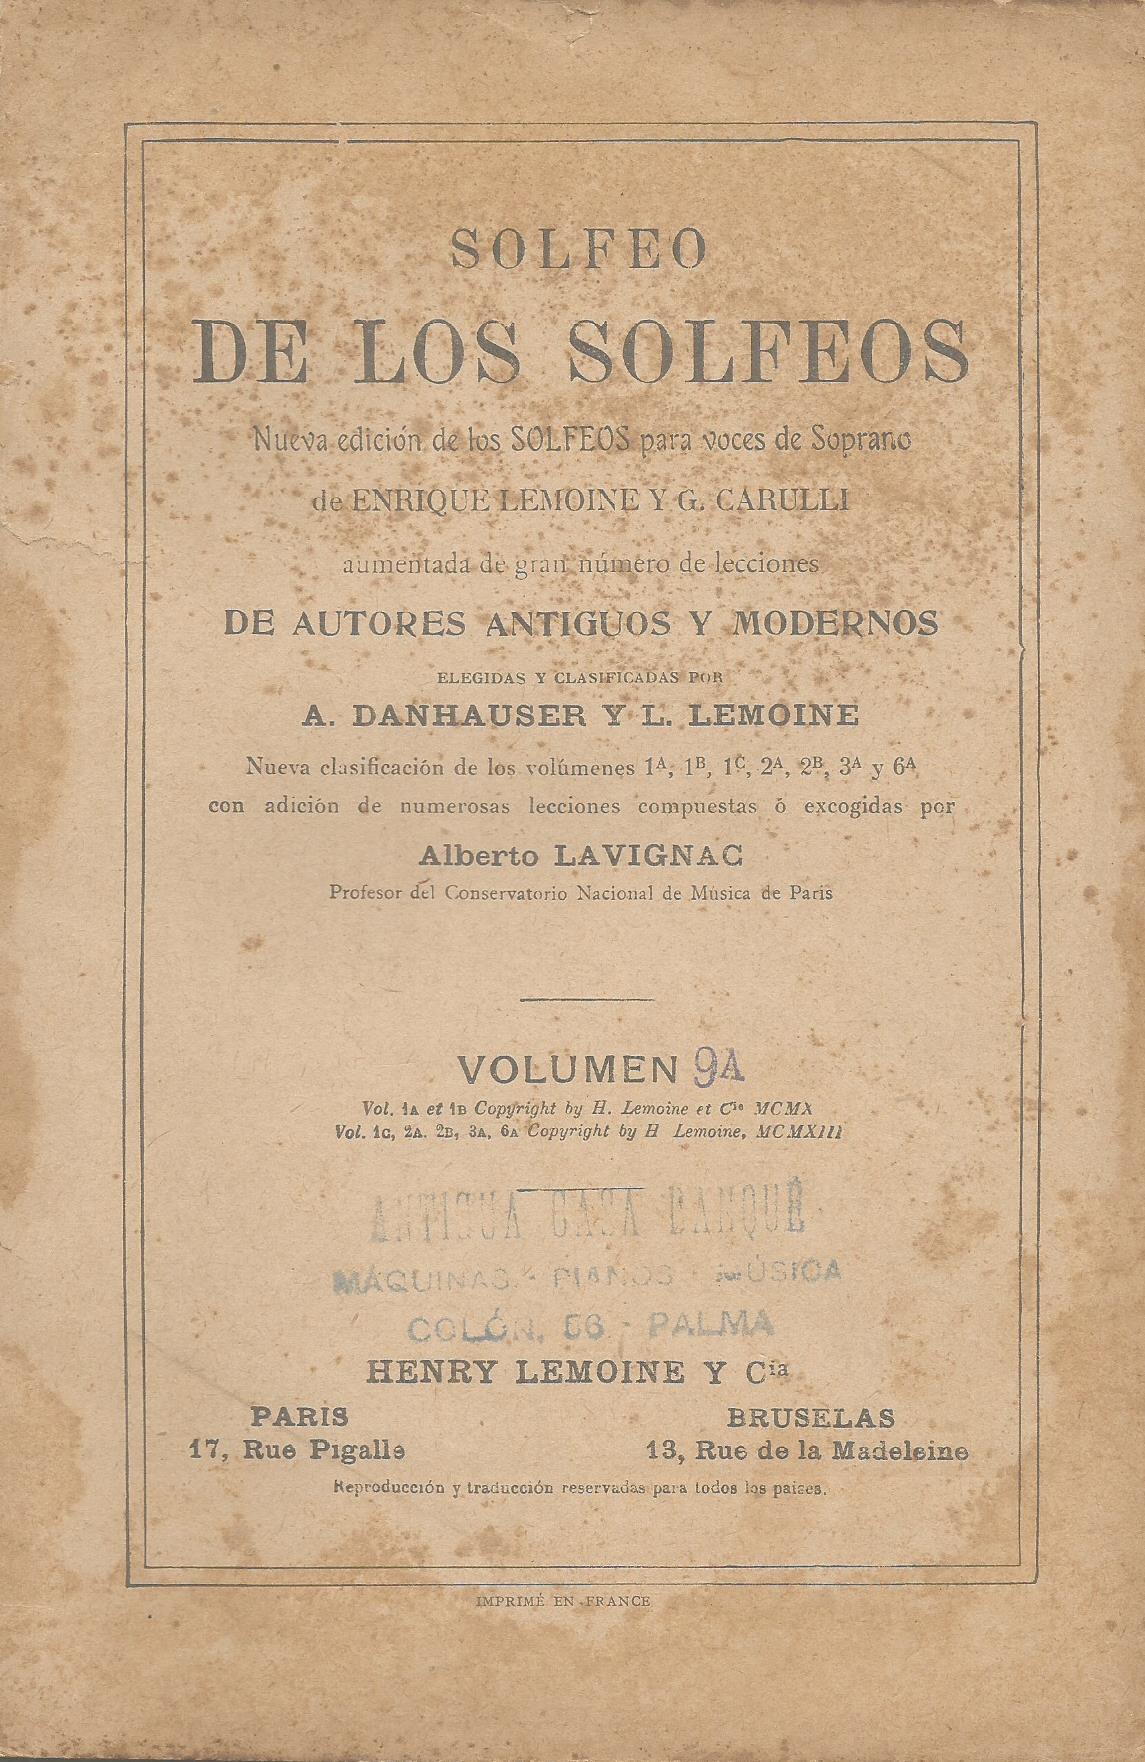 SOLFEO
DE LOS SOLFEOS
Nueva edición de los SOLFEOS para voces de Soprano
de ENRIQUE LEMOINE Y G. CARULLI
aumentada de gran número de lecciones
DE AUTORES ANTIGUOS Y MODERNOS
ELEGIDAS Y CLASIFICADAS POR
A. DANHAUSER Y L. LEMOINE
Nueva clasificación de los volúmenes 1A, 1B, 1C, 2A, 2B, 3A y 6A
con adición de numerosas lecciones compuestas ó excogidas por
Alberto LAVIGNAC
Profesor del Conservatorio Nacional de Música de Paris
VOLUMEN 9A
Vol. 1A et 1B Copyright by H. Lemoine et Cie MCMX
Vol. 1C, 2A. 2B, 3A, 6A Copyright by H Lemoine, MCMXIII
ANTIGUA CASA BANQUÉ
MÁQUINAS - PIANOS - MÚSICA
COLÓN, 56 - PALMA
HENRY LEMOINE Y Cia
PARIS
17, Rue Pigalle
BRUSELAS
13, Rue de la Madeleine
Reproducción y traducción reservadas para todos los paises.
IMPRIMÉ EN FRANCE